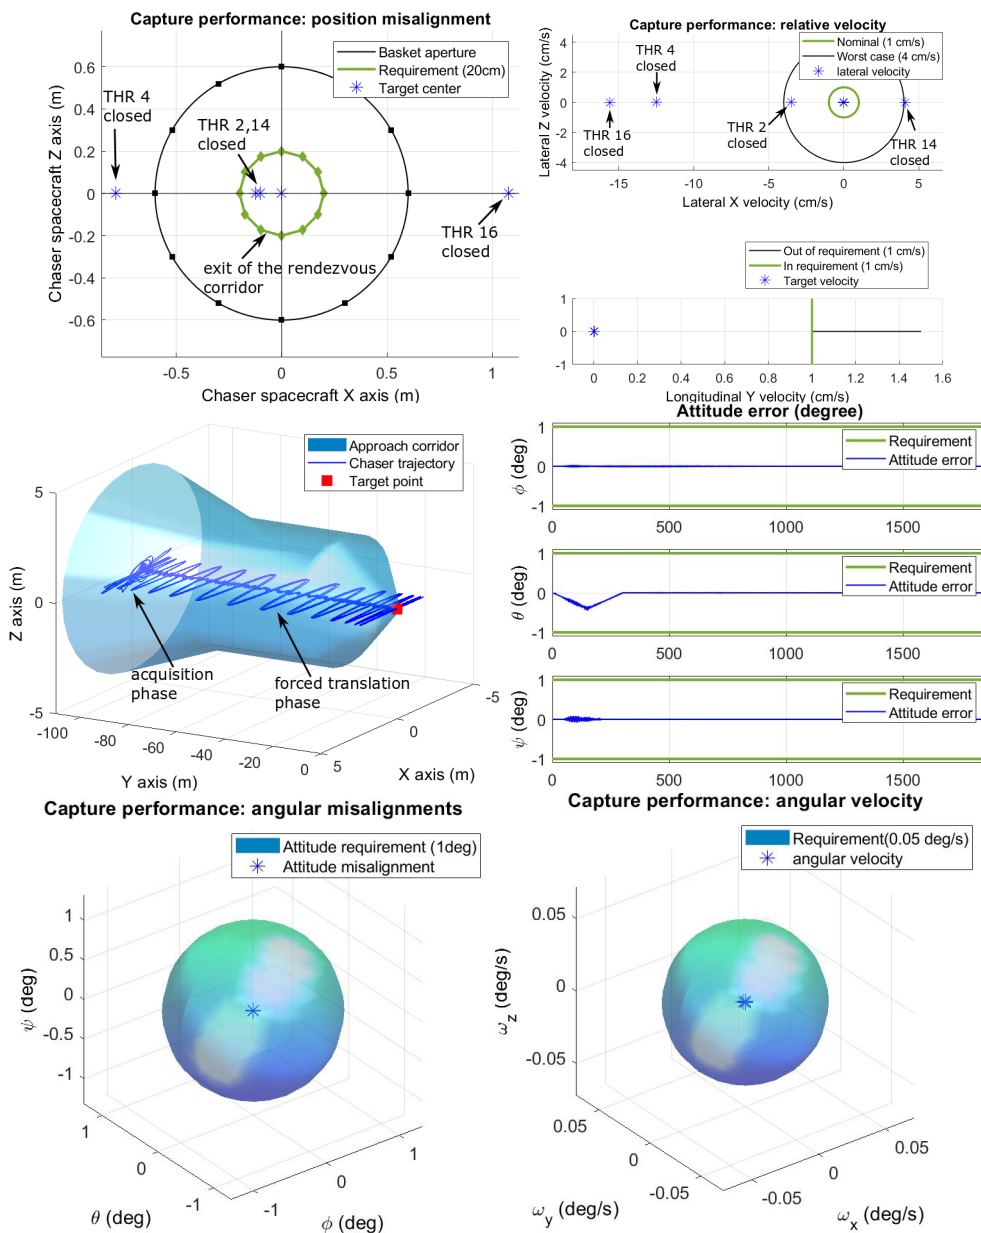 Capture performance: position misalignment
Basket aperture
Requirement (20cm)
Target center
THR 4
closed
THR 2,14
closed
THR 16
closed
exit of the rendezvous
corridor
Chaser spacecraft Z axis (m)
0.6
0.4
0.2
0
-0.2
-0.4
-0.6
-0.5
0
0.5
1
Chaser spacecraft X axis (m)
Capture performance: relative velocity
Nominal (1 cm/s)
Worst case (4 cm/s)
lateral velocity
THR 4
closed
THR 16
closed
THR 2
closed
THR 14
closed
Lateral Z velocity (cm/s)
4
2
0
-2
-4
-15
-10
-5
0
5
Lateral X velocity (cm/s)
Out of requirement (1 cm/s)
In requirement (1 cm/s)
Target velocity
1
0
-1
0
0.2
0.4
0.6
0.8
1
1.2
1.4
1.6
Longitudinal Y velocity (cm/s)
Approach corridor
Chaser trajectory
Target point
acquisition
phase
forced translation
phase
Z axis (m)
5
0
-5
-100
-80
-60
-40
-20
0
Y axis (m)
5
0
-5
X axis (m)
Attitude error (degree)
Requirement
Attitude error
ϕ (deg)
1
0
-1
0
500
1000
1500
Requirement
Attitude error
θ (deg)
1
0
-1
0
500
1000
1500
Requirement
Attitude error
ψ (deg)
1
0
-1
0
500
1000
1500
Capture performance: angular misalignments
Attitude requirement (1deg)
Attitude misalignment
ψ (deg)
1
0.5
0
-0.5
-1
1
0
-1
θ (deg)
-1
0
1
ϕ (deg)
Capture performance: angular velocity
Requirement(0.05 deg/s)
angular velocity
ω_z (deg/s)
0.05
0
-0.05
0.05
0
-0.05
ω_y (deg/s)
-0.05
0
0.05
ω_x (deg/s)